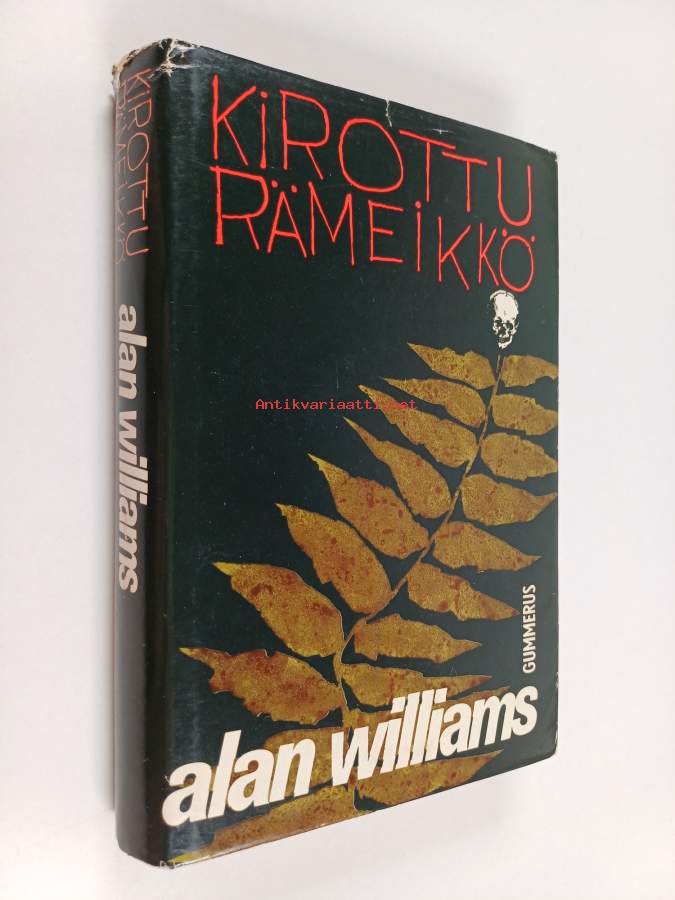 KiROTTU
RÄMEiKKÖ
Antikvariaatti.net
GUMMERUS
alan williams
KiROTTU
RÄMEiKKÖ
alan williams